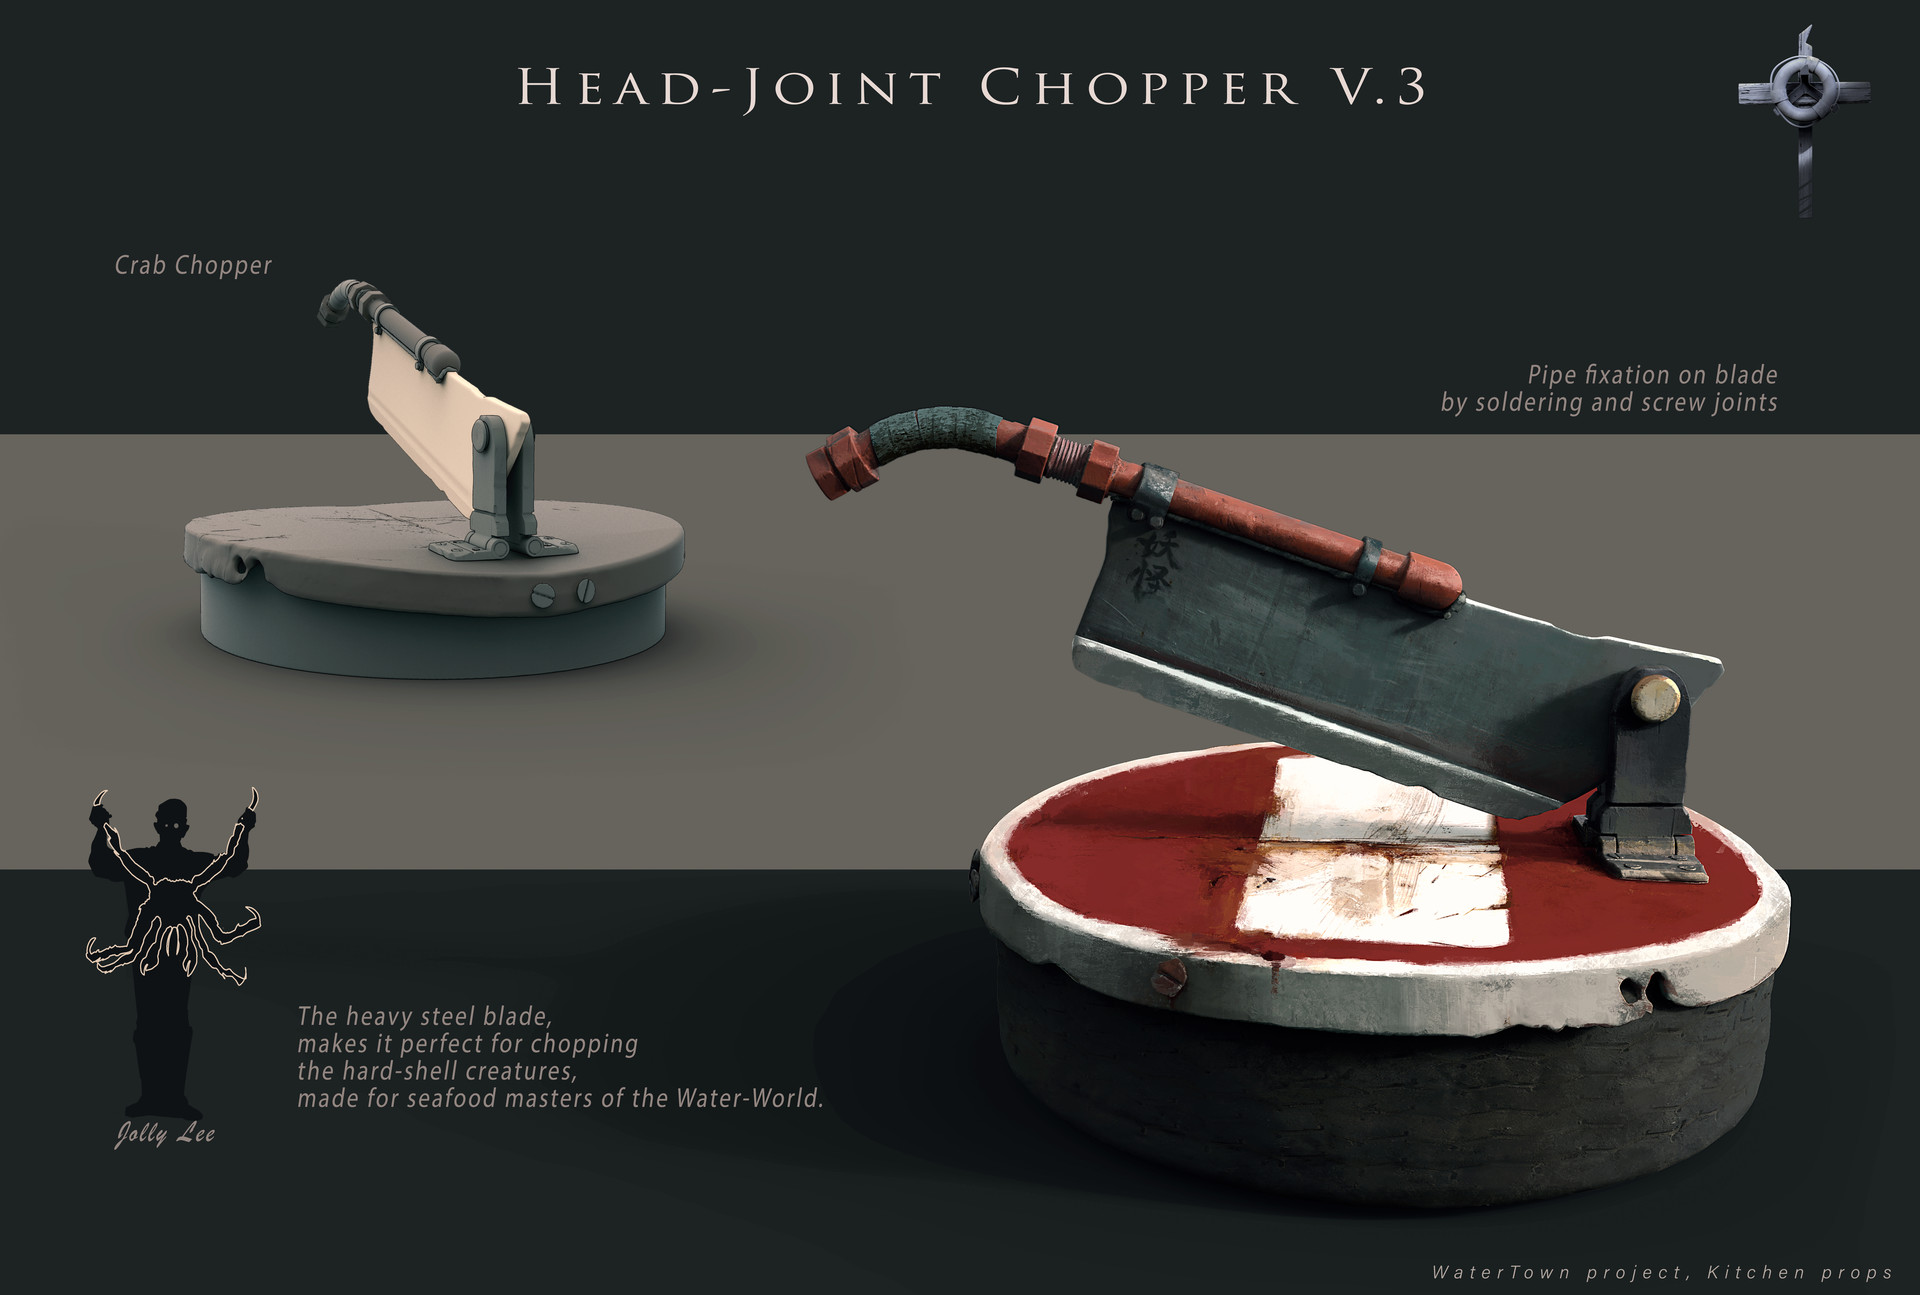 Head-Joint Chopper V.3
Crab Chopper
Pipe fixation on blade
by soldering and screw joints
妖
怪
The heavy steel blade,
makes it perfect for chopping
the hard-shell creatures,
made for seafood masters of the Water-World.
Jolly Lee
WaterTown project, Kitchen props